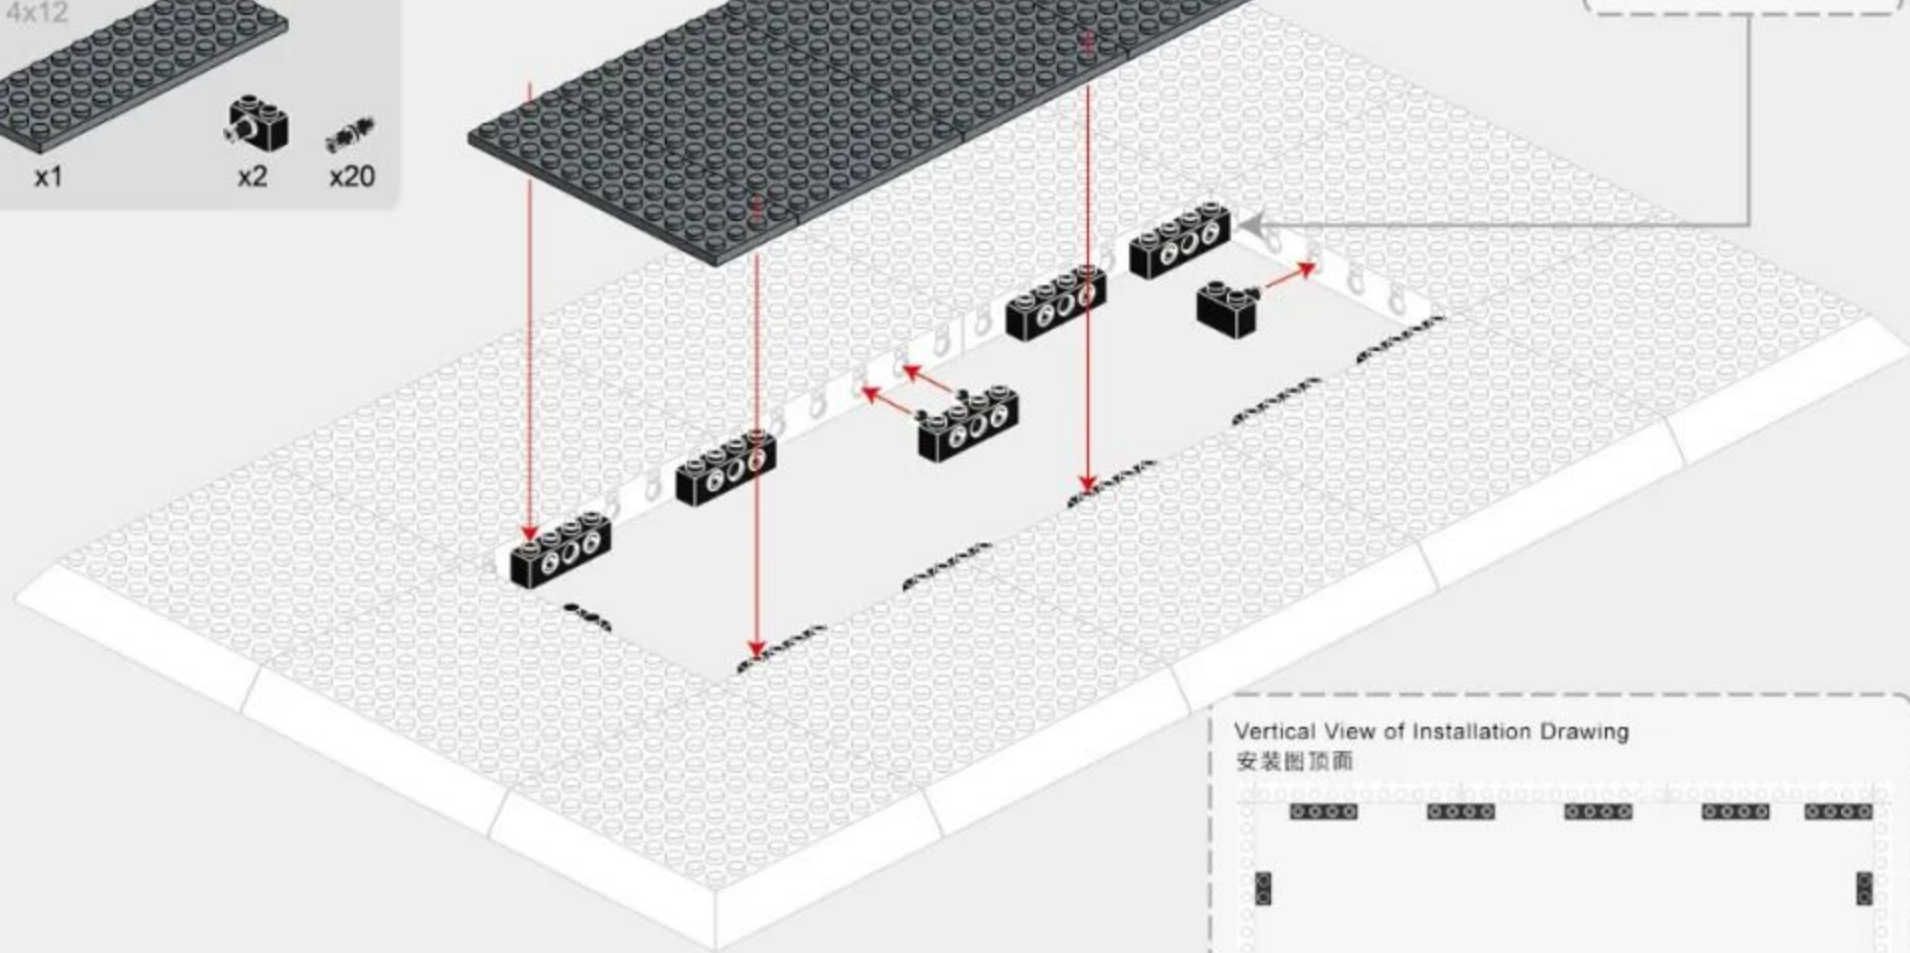 4x12
x1
x2
x20
Vertical View of Installation Drawing
安装图顶面